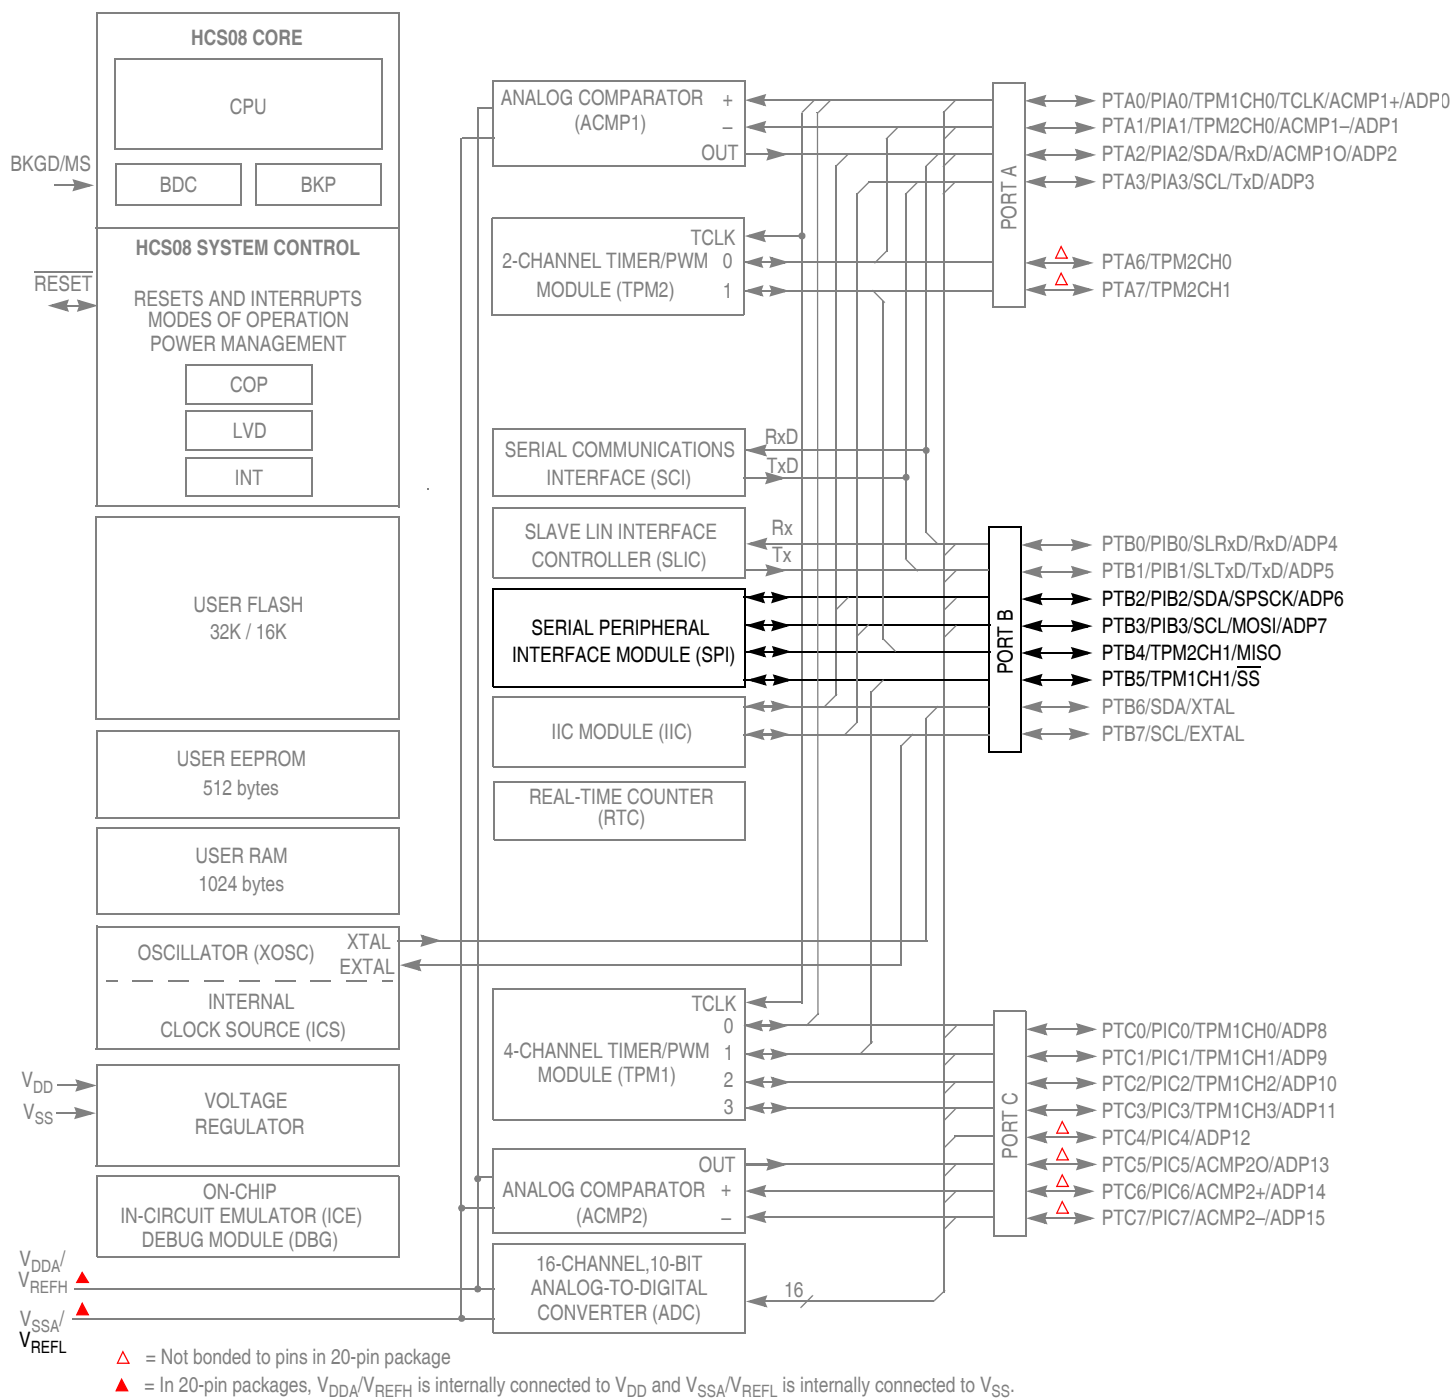 HCS08 CORE
CPU
BDC
BKP
BKGD/MS
HCS08 SYSTEM CONTROL
RESET
RESETS AND INTERRUPTS
MODES OF OPERATION
POWER MANAGEMENT
COP
LVD
INT
USER FLASH
32K / 16K
USER EEPROM
512 bytes
USER RAM
1024 bytes
OSCILLATOR (XOSC)
XTAL
EXTAL
INTERNAL
CLOCK SOURCE (ICS)
VDD
VSS
VOLTAGE
REGULATOR
ON-CHIP
IN-CIRCUIT EMULATOR (ICE)
DEBUG MODULE (DBG)
VDDA/
VREFH
VSSA/
VREFL
ANALOG COMPARATOR
(ACMP1)
+
–
OUT
TCLK
2-CHANNEL TIMER/PWM 0
MODULE (TPM2) 1
SERIAL COMMUNICATIONS
INTERFACE (SCI)
RxD
TxD
SLAVE LIN INTERFACE
CONTROLLER (SLIC)
Rx
Tx
SERIAL PERIPHERAL
INTERFACE MODULE (SPI)
IIC MODULE (IIC)
REAL-TIME COUNTER
(RTC)
TCLK
0
4-CHANNEL TIMER/PWM 1
MODULE (TPM1)
2
3
OUT
ANALOG COMPARATOR +
(ACMP2) –
16-CHANNEL,10-BIT
ANALOG-TO-DIGITAL
CONVERTER (ADC)
16
PORT A
PTA0/PIA0/TPM1CH0/TCLK/ACMP1+/ADP0
PTA1/PIA1/TPM2CH0/ACMP1–/ADP1
PTA2/PIA2/SDA/RxD/ACMP1O/ADP2
PTA3/PIA3/SCL/TxD/ADP3
PTA6/TPM2CH0
PTA7/TPM2CH1
PORT B
PTB0/PIB0/SLRxD/RxD/ADP4
PTB1/PIB1/SLTxD/TxD/ADP5
PTB2/PIB2/SDA/SPSCK/ADP6
PTB3/PIB3/SCL/MOSI/ADP7
PTB4/TPM2CH1/MISO
PTB5/TPM1CH1/SS
PTB6/SDA/XTAL
PTB7/SCL/EXTAL
PORT C
PTC0/PIC0/TPM1CH0/ADP8
PTC1/PIC1/TPM1CH1/ADP9
PTC2/PIC2/TPM1CH2/ADP10
PTC3/PIC3/TPM1CH3/ADP11
PTC4/PIC4/ADP12
PTC5/PIC5/ACMP2O/ADP13
PTC6/PIC6/ACMP2+/ADP14
PTC7/PIC7/ACMP2–/ADP15
△ = Not bonded to pins in 20-pin package
▲ = In 20-pin packages, VDDA/VREFH is internally connected to VDD and VSSA/VREFL is internally connected to VSS.